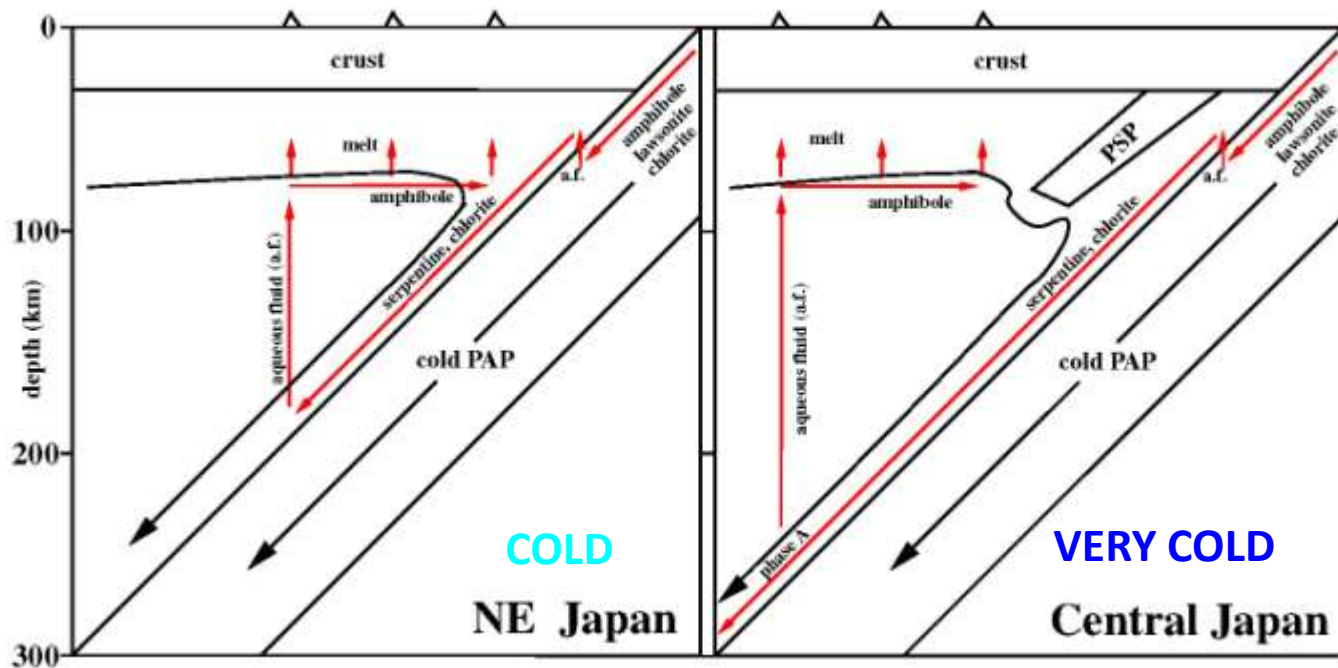 0
100
200
300
depth (km)
crust
melt
amphibole
a.f.
amphibole
lawsonite
chlorite
serpentine, chlorite
aqueous fluid (a.f.)
cold PAP
COLD
NE Japan
crust
PSP
melt
amphibole
a.f.
amphibole
lawsonite
chlorite
serpentine, chlorite
aqueous fluid (a.f.)
cold PAP
phase A
VERY COLD
Central Japan